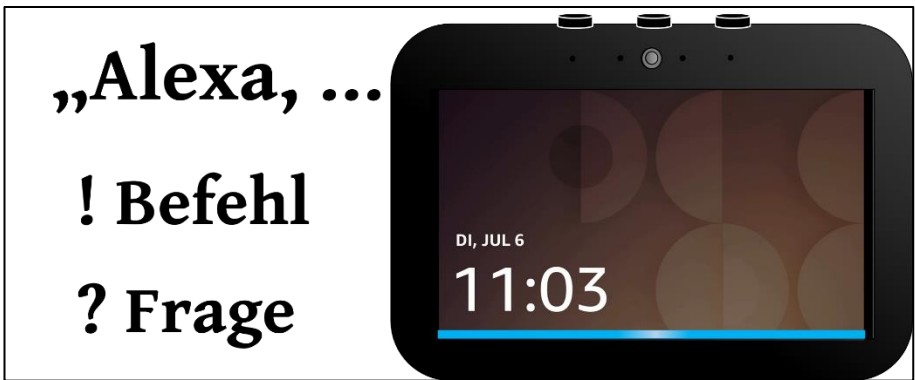 „Alexa, ...
! Befehl
? Frage
DI, JUL 6
11:03